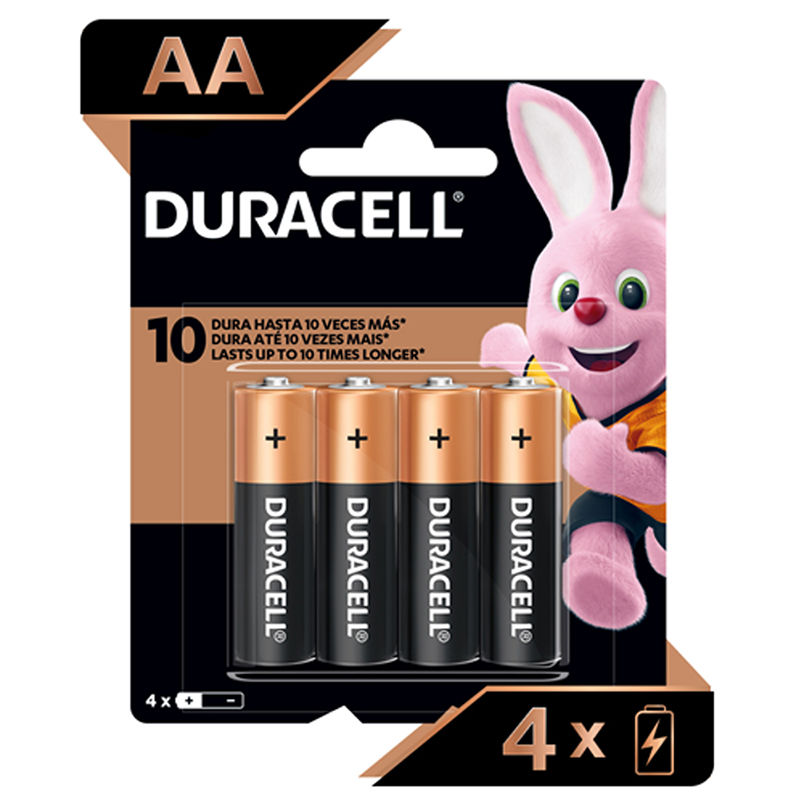 AA
DURACELL®
10
DURA HASTA 10 VECES MÁS*
DURA ATÉ 10 VEZES MAIS*
LASTS UP TO 10 TIMES LONGER*
+ + + +
DURACELL®
DURACELL®
DURACELL®
DURACELL®
4 x + -
4 x